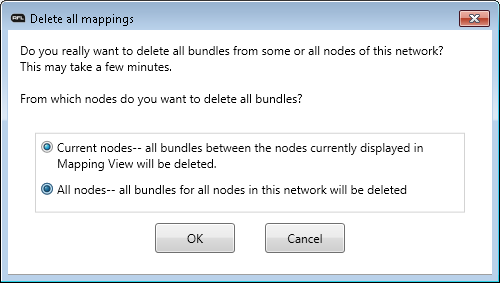 AFL Delete all mappings
Do you really want to delete all bundles from some or all nodes of this network?
This may take a few minutes.
From which nodes do you want to delete all bundles?
Current nodes-- all bundles between the nodes currently displayed in
Mapping View will be deleted.
All nodes-- all bundles for all nodes in this network will be deleted
OK Cancel